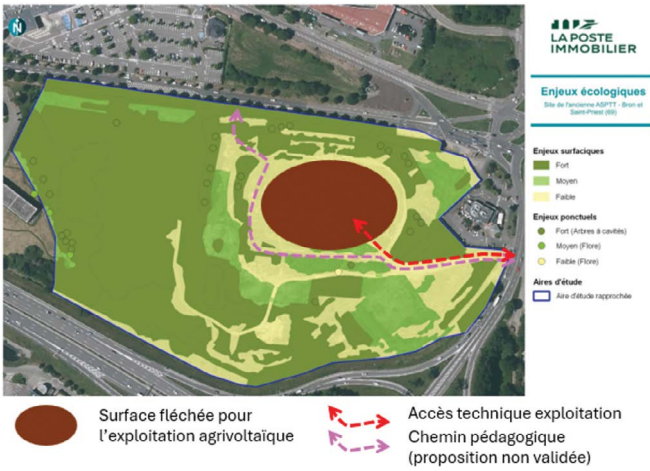 N
LA POSTE
IMMOBILIER
Enjeux écologiques
Site de l'ancienne ASPTT - Bron et
Saint-Priest (69)
Enjeux surfaciques
Fort
Moyen
Faible
Enjeux ponctuels
Fort (Arbres à cavités)
Moyen (Flore)
Faible (Flore)
Aires d'étude
Aire d'étude rapprochée
Surface fléchée pour
l'exploitation agrivoltaïque
Accès technique exploitation
Chemin pédagogique
(proposition non validée)